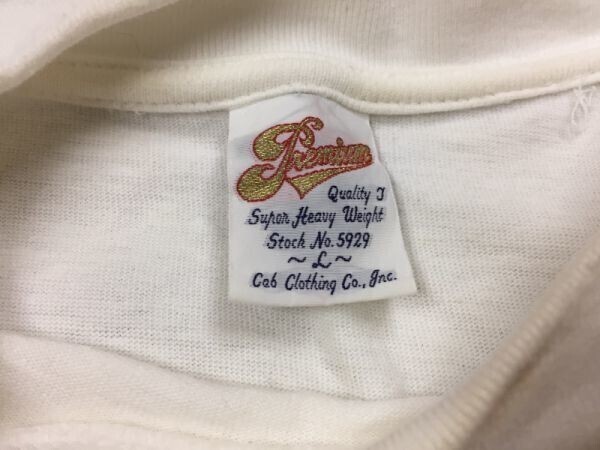 Premium
Quality J
Super Heavy Weight
Stock No. 5929
~ L ~
Cab Clothing Co., Inc.